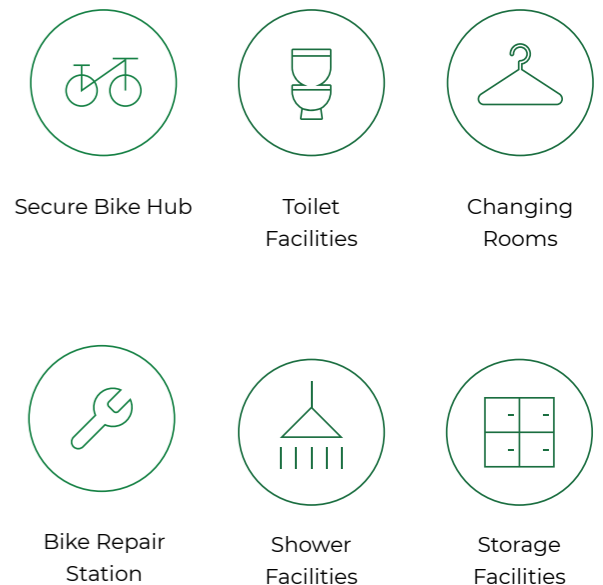 Secure Bike Hub
Toilet
Facilities
Changing
Rooms
Bike Repair
Station
Shower
Facilities
Storage
Facilities